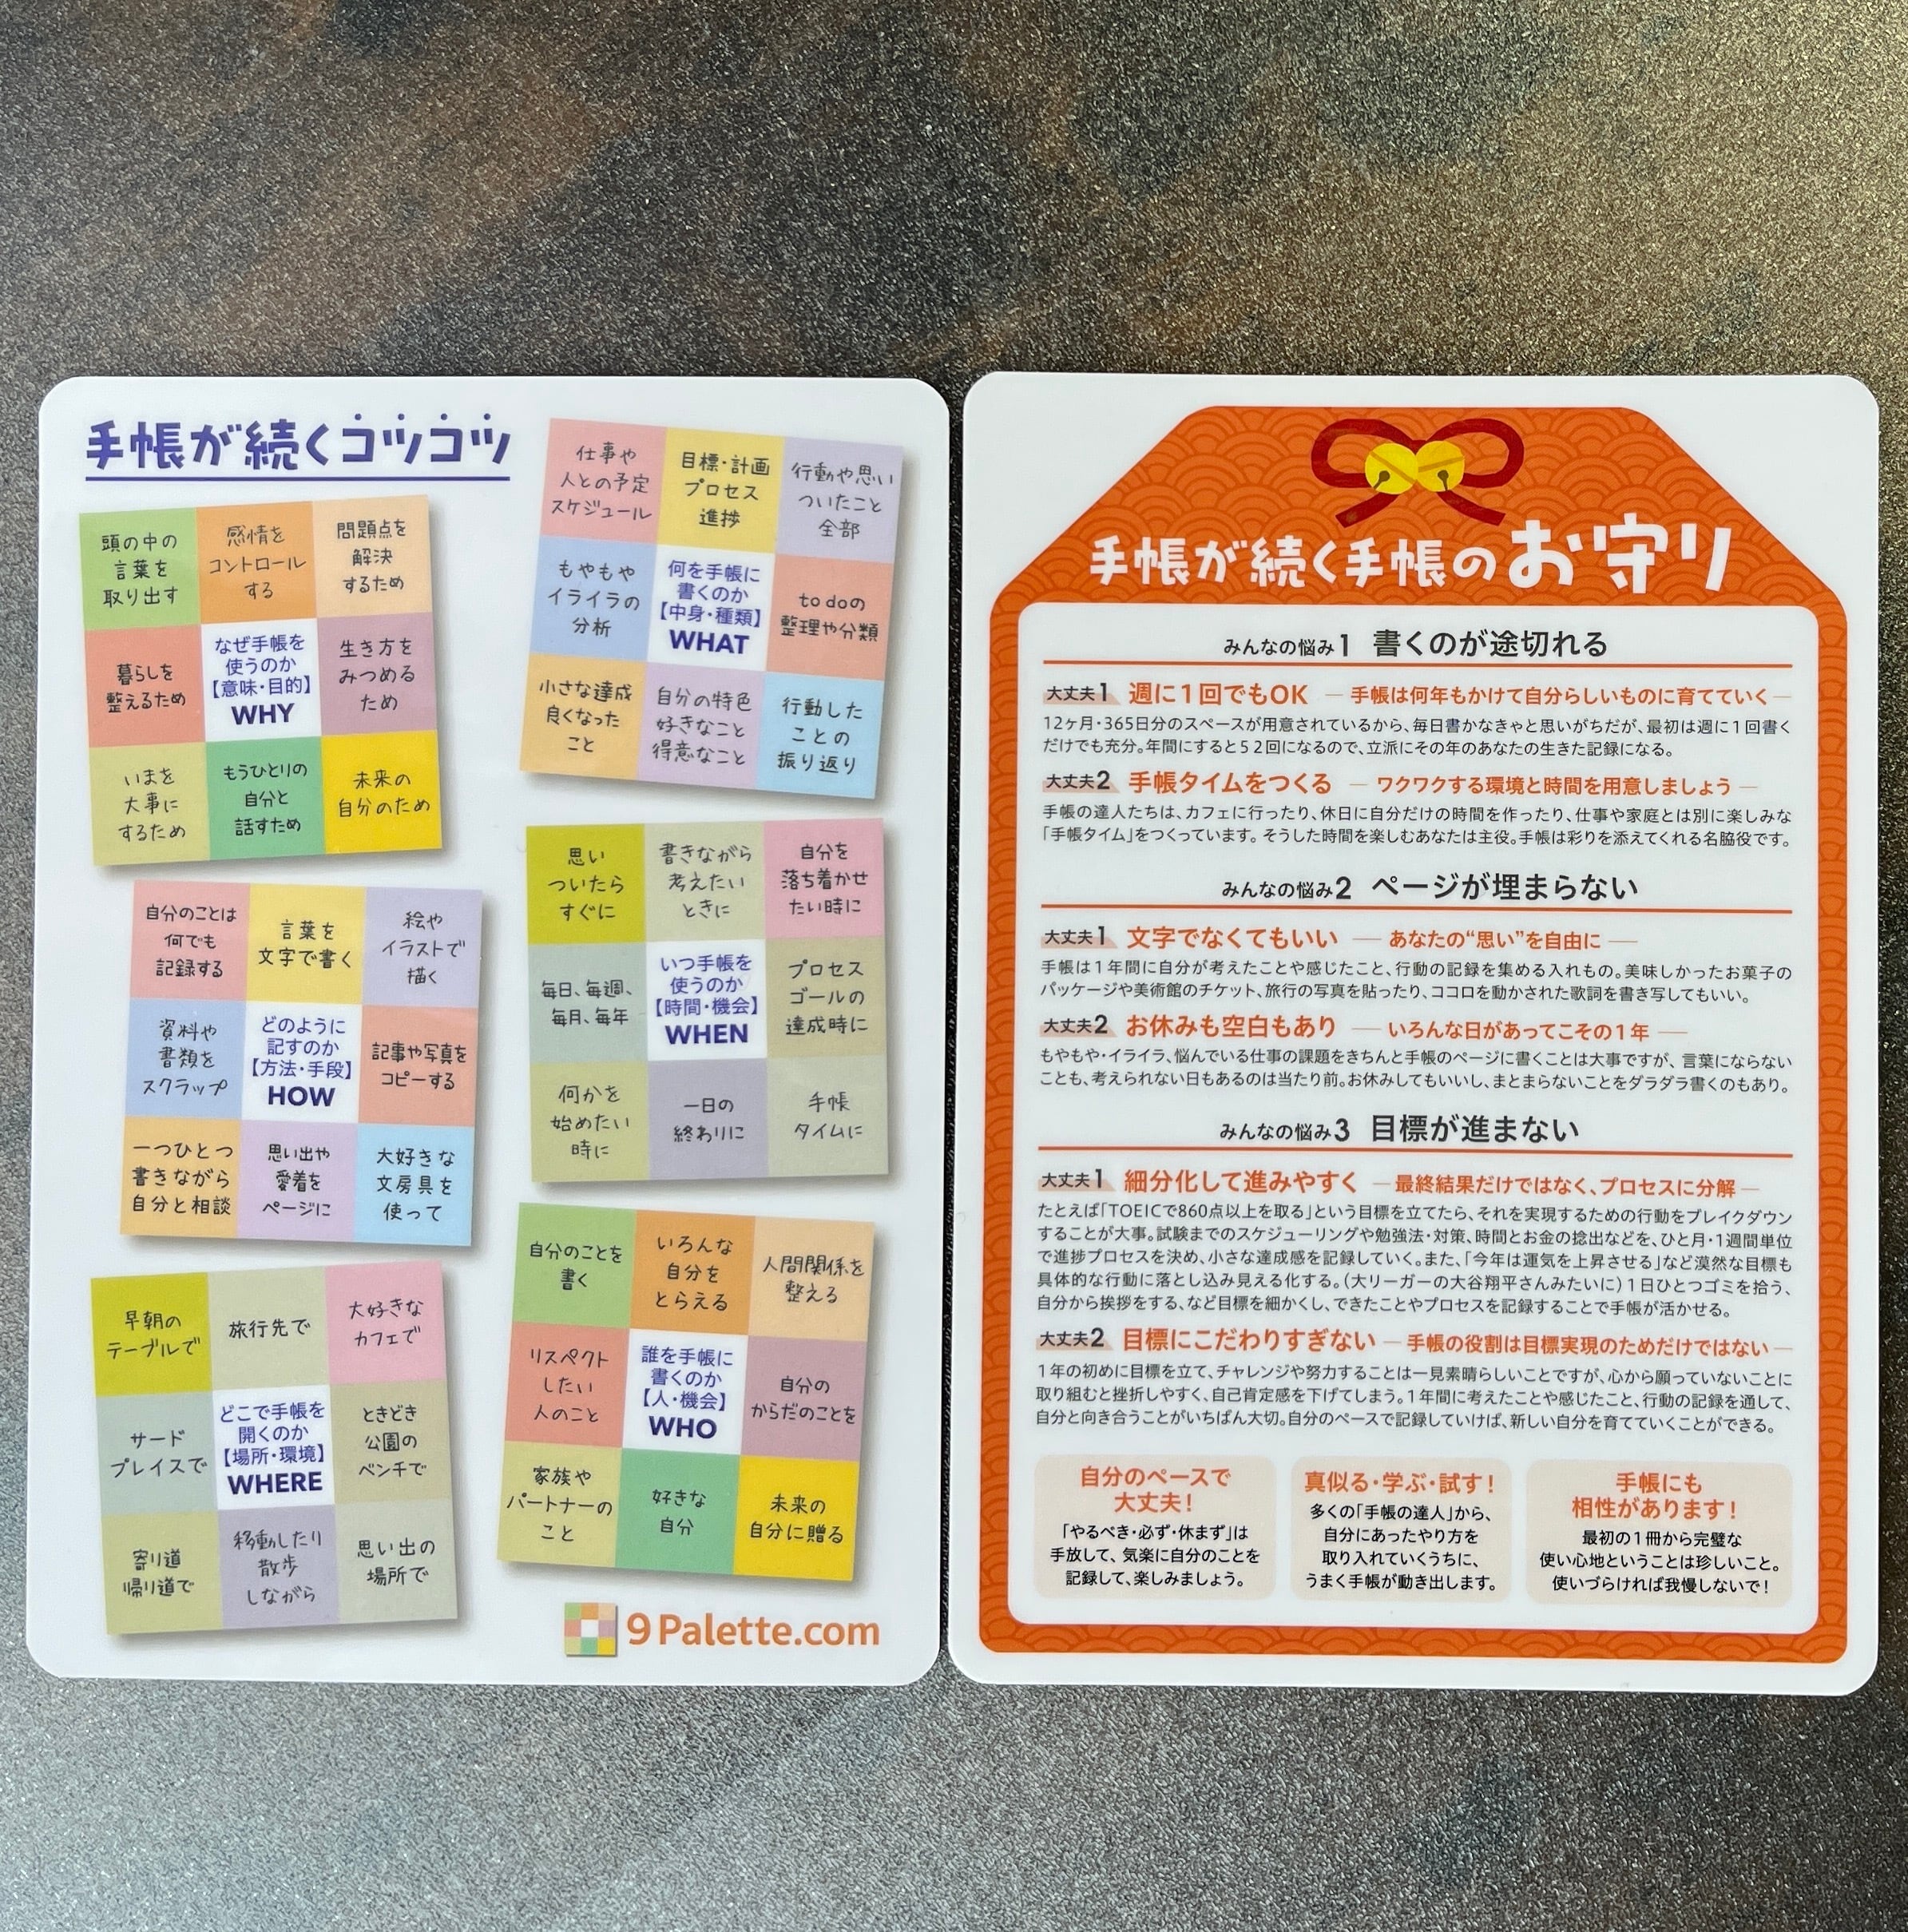 手帳が続くコツコツ
頭の中の
言葉を
取り出す
感情を
コントロール
する
問題点を
解決
するため
暮らしを
整えるため
なぜ手帳を
使うのか
【意味・目的】
WHY
生き方を
みつめる
ため
いまを
大事に
するため
もうひとりの
自分と
話すため
未来の
自分のため
仕事や
人との予定
スケジュール
目標・計画
プロセス
進捗
行動や思い
ついたこと
全部
もやもや
イライラの
分析
何を手帳に
書くのか
【中身・種類】
WHAT
to doの
整理や分類
小さな達成
良くなった
こと
自分の特色
好きなこと
得意なこと
行動した
ことの
振り返り
自分のことは
何でも
記録する
言葉を
文字で書く
絵や
イラストで
描く
資料や
書類を
スクラップ
どのように
記すのか
【方法・手段】
HOW
記事や写真を
コピーする
一つひとつ
書きながら
自分と相談
思い出や
愛着を
ページに
大好きな
文房具を
使って
思い
ついたら
すぐに
書きながら
考えたい
ときに
自分を
落ち着かせ
たい時に
毎日、毎週、
毎月、毎年
いつ手帳を
使うのか
【時間・機会】
WHEN
プロセス
ゴールの
達成時に
何かを
始めたい
時に
一日の
終わりに
手帳
タイムに
早朝の
テーブルで
旅行先で
大好きな
カフェで
サード
プレイスで
どこで手帳を
開くのか
【場所・環境】
WHERE
ときどき
公園の
ベンチで
寄り道
帰り道で
移動したり
散歩
しながら
思い出の
場所で
自分のことを
書く
いろんな
自分を
とらえる
人間関係を
整える
リスペクト
したい
人のこと
誰を手帳に
書くのか
【人・機会】
WHO
自分の
からだのことを
家族や
パートナーの
こと
好きな
自分
未来の
自分に贈る
9 Palette.com
手帳が続く手帳のお守り
みんなの悩み1 書くのが途切れる
大丈夫1 週に1回でもOK ー 手帳は何年もかけて自分らしいものに育てていく ー
12ヶ月・365日分のスペースが用意されているから、毎日書かなきゃと思いがちだが、最初は週に1回書く
だけでも充分。年間にすると52回になるので、立派にその年のあなたの生きた記録になる。
大丈夫2 手帳タイムをつくる ー ワクワクする環境と時間を用意しましょう ー
手帳の達人たちは、カフェに行ったり、休日に自分だけの時間を作ったり、仕事や家庭とは別に楽しみな
「手帳タイム」をつくっています。そうした時間を楽しむあなたは主役。手帳は彩りを添えてくれる名脇役です。
みんなの悩み2 ページが埋まらない
大丈夫1 文字でなくてもいい ー あなたの“思い”を自由に ー
手帳は1年間に自分が考えたことや感じたこと、行動の記録を集める入れもの。美味しかったお菓子の
パッケージや美術館のチケット、旅行の写真を貼ったり、ココロを動かされた歌詞を書き写してもいい。
大丈夫2 お休みも空白もあり ー いろんな日があってこその1年 ー
もやもや・イライラ、悩んでいる仕事の課題をきちんと手帳のページに書くことは大事ですが、言葉にならない
ことも、考えられない日もあるのは当たり前。お休みしてもいいし、まとまらないことをダラダラ書くのもあり。
みんなの悩み3 目標が進まない
大丈夫1 細分化して進みやすく ー 最終結果だけではなく、プロセスに分解 ー
たとえば「TOEICで860点以上を取る」という目標を立てたら、それを実現するための行動をブレイクダウン
することが大事。試験までのスケジューリングや勉強法・対策、時間とお金の捻出などを、ひと月・1週間単位
で進捗プロセスを決め、小さな達成感を記録していく。また、「今年は運気を上昇させる」など漠然な目標も
具体的な行動に落とし込み見える化する。(大リーガーの大谷翔平さんみたいに)1日ひとつゴミを拾う、
自分から挨拶をする、など目標を細かくし、できたことやプロセスを記録することで手帳が活かせる。
大丈夫2 目標にこだわりすぎない ー 手帳の役割は目標実現のためだけではない ー
1年の初めに目標を立て、チャレンジや努力することは一見素晴らしいことですが、心から願っていないことに
取り組むと挫折しやすく、自己肯定感を下げてしまう。1年間に考えたことや感じたこと、行動の記録を通して、
自分と向き合うことがいちばん大切。自分のペースで記録していけば、新しい自分を育てていくことができる。
自分のペースで
大丈夫!
「やるべき・必ず・休まず」は
手放して、気楽に自分のことを
記録して、楽しみましょう。
真似る・学ぶ・試す!
多くの「手帳の達人」から、
自分にあったやり方を
取り入れていくうちに、
うまく手帳が動き出します。
手帳にも
相性があります!
最初の1冊から完璧な
使い心地ということは珍しいこと。
使いづらければ我慢しないで!